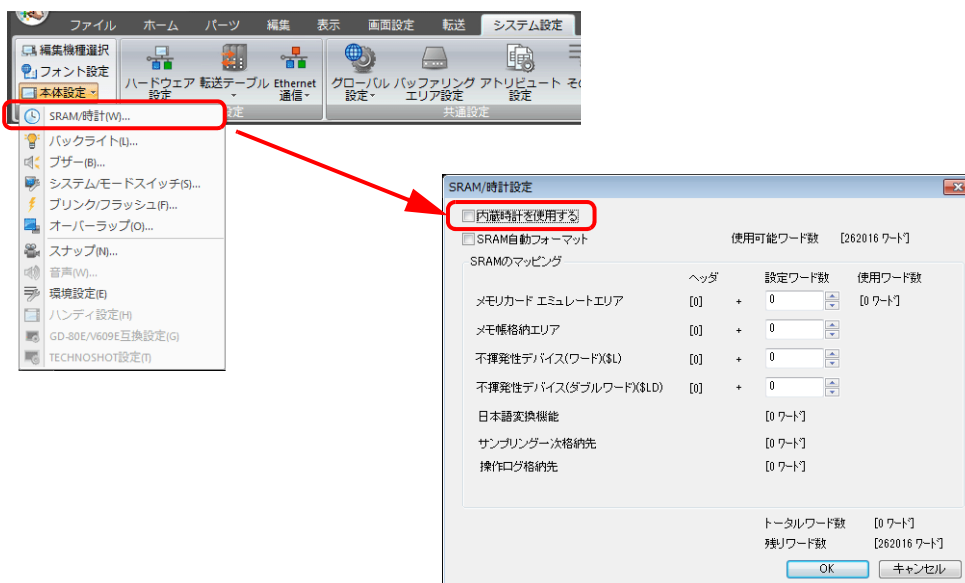 ファイル ホーム パーツ 編集 表示 画面設定 転送 システム設定
編集機種選択
フォント設定
本体設定
ハードウェア設定
転送テーブル
Ethernet通信
グローバル設定
バッファリングエリア設定
アトリビュート設定
その
設定
共通設定
SRAM/時計(W)...
バックライト(L)...
ブザー(B)...
システム/モードスイッチ(S)...
ブリンク/フラッシュ(F)...
オーバーラップ(O)...
スナップ(N)...
音声(W)...
環境設定(E)
ハンディ設定(H)
GD-80E/V609E互換設定(G)
TECHNOSHOT設定(T)
SRAM/時計設定
内蔵時計を使用する
SRAM自動フォーマット 使用可能ワード数 [262016 ワード]
SRAMのマッピング
ヘッダ 設定ワード数 使用ワード数
メモリカード エミュレートエリア [0] + 0 [0 ワード]
メモ帳格納エリア [0] + 0
不揮発性デバイス(ワード)($L) [0] + 0
不揮発性デバイス(ダブルワード)($LD) [0] + 0
日本語変換機能 [0 ワード]
サンプリング一次格納先 [0 ワード]
操作ログ格納先 [0 ワード]
トータルワード数 [0 ワード]
残りワード数 [262016 ワード]
OK キャンセル